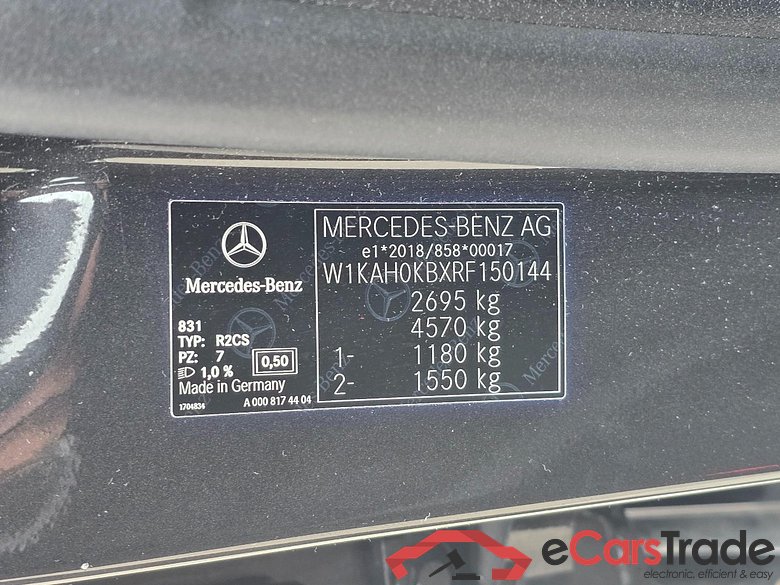 Mercedes-Benz
831
TYP: R2CS
PZ: 7
1,0 %
0,50
Made in Germany
1704834
A 000 817 44 04
MERCEDES-BENZ AG
e1*2018/858*00017
W1KAH0KBXRF150144
2695 kg
4570 kg
1- 1180 kg
2- 1550 kg
eCarsTrade
electronic, efficient & easy